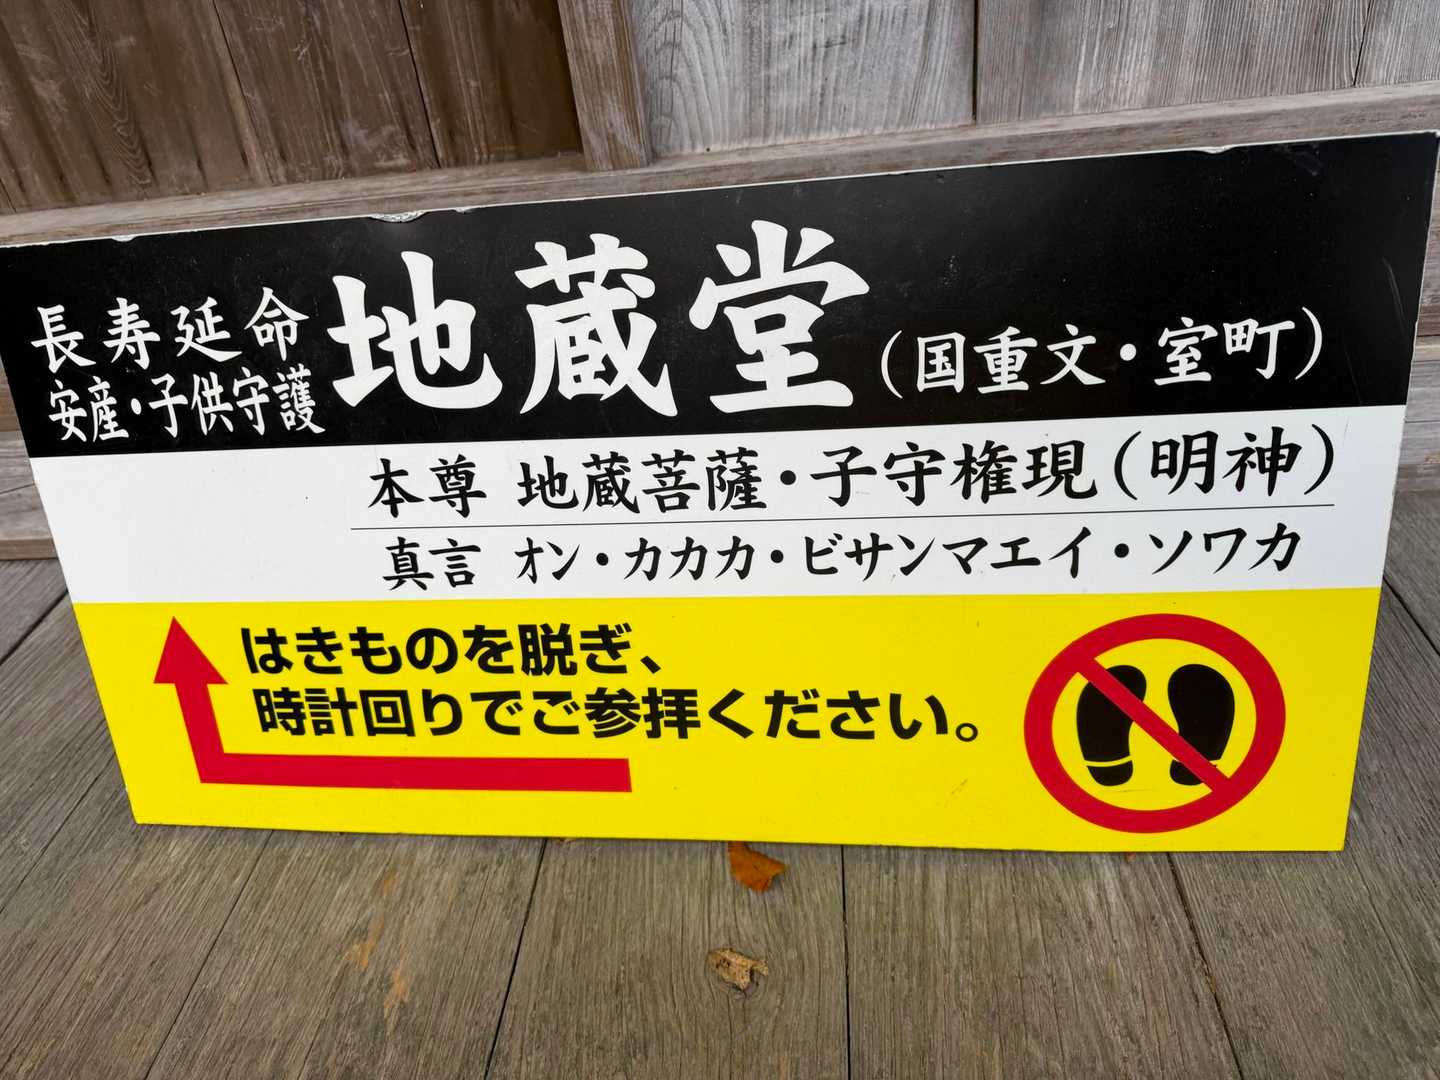 長寿延命
安産・子供守護
地蔵堂(国重文・室町)
本尊 地蔵菩薩・子守権現(明神)
真言 オン・カカカ・ビサンマエイ・ソワカ
はきものを脱ぎ、
時計回りでご参拝ください。